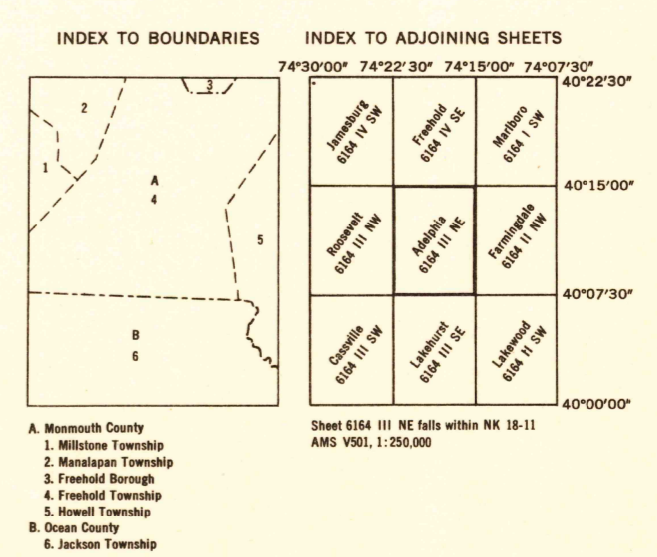 INDEX TO BOUNDARIES
2
3
1
A
4
5
B
6
A. Monmouth County
1. Millstone Township
2. Manalapan Township
3. Freehold Borough
4. Freehold Township
5. Howell Township
B. Ocean County
6. Jackson Township
INDEX TO ADJOINING SHEETS
74°30'00" 74°22'30" 74°15'00" 74°07'30"
40°22'30"
Jamesburg
6164 IV SW
Freehold
6164 IV SE
Marlboro
6164 I SW
40°15'00"
Roosevelt
6164 III NW
Adelphia
6164 III NE
Farmingdale
6164 II NW
40°07'30"
Cassville
6164 III SW
Lakehurst
6164 III SE
Lakewood
6164 II SW
40°00'00"
Sheet 6164 III NE falls within NK 18-11
AMS V501, 1:250,000